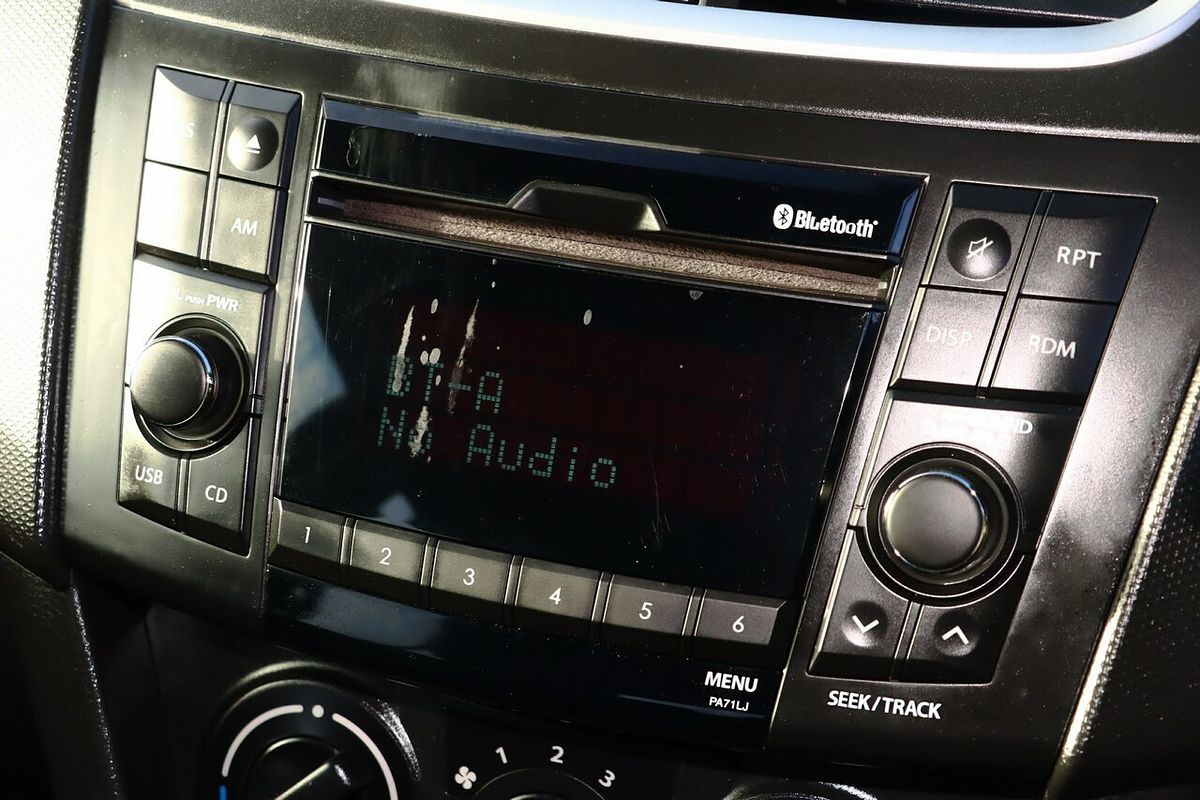 AM
PUSH PWR
USB
CD
Bluetooth
BT-A
No Audio
1 2 3 4 5 6
MENU
PA71LJ
RPT
DISP
RDM
SEEK/TRACK
1 2 3